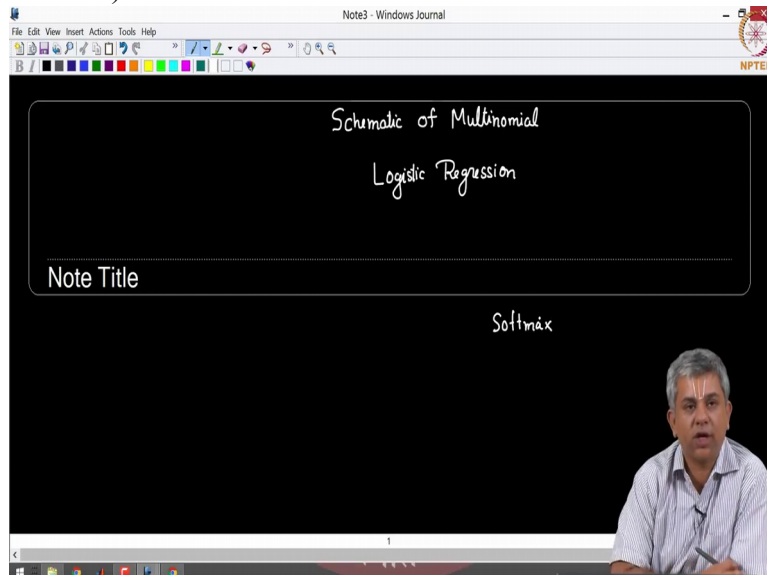 Note3 - Windows Journal
File Edit View Insert Actions Tools Help
NPTEL
Schematic of Multinomial
Logistic Regression
Note Title
Softmax
1